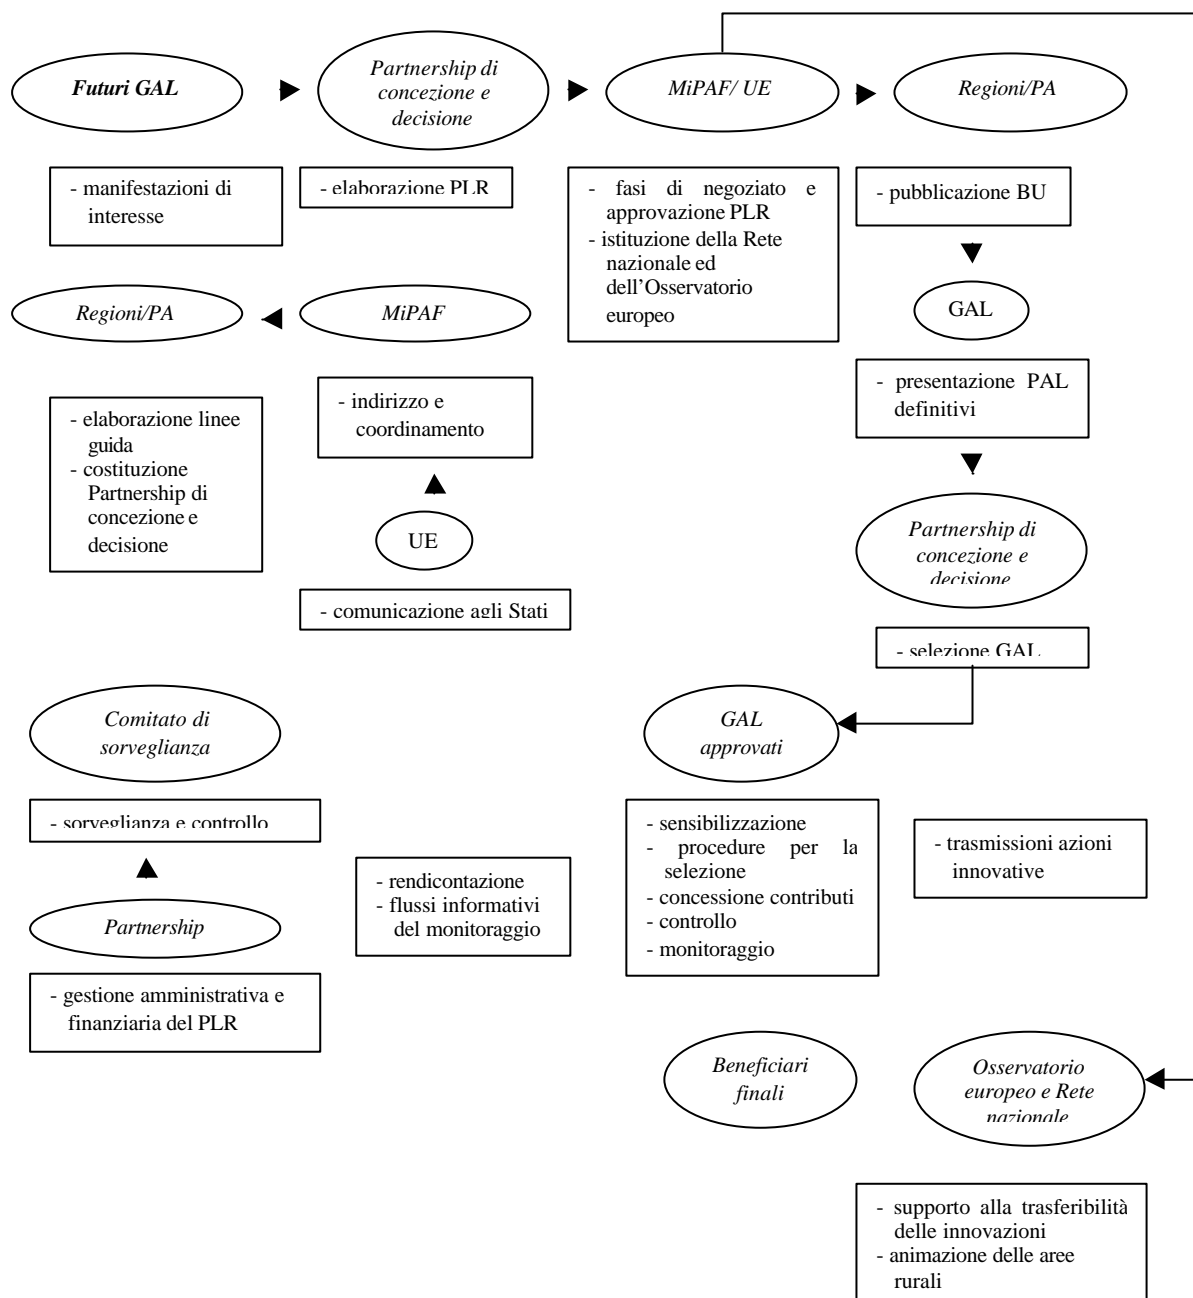 Futuri GAL
Partnership di
concezione e
decisione
MiPAF/ UE
Regioni/PA
- manifestazioni di
interesse
- elaborazione PLR
- fasi di negoziato e
approvazione PLR
- istituzione della Rete
nazionale ed
dell’Osservatorio
europeo
- pubblicazione BU
Regioni/PA
MiPAF
GAL
- elaborazione linee
guida
- costituzione
Partnership di
concezione e
decisione
- indirizzo e
coordinamento
- presentazione PAL
definitivi
UE
Partnership di
concezione e
decisione
- comunicazione agli Stati
- selezione GAL
Comitato di
sorveglianza
GAL
approvati
- sorveglianza e controllo
- sensibilizzazione
- procedure per la
selezione
- concessione contributi
- controllo
- monitoraggio
- trasmissioni azioni
innovative
- rendicontazione
- flussi informativi
del monitoraggio
Partnership
- gestione amministrativa e
finanziaria del PLR
Beneficiari
finali
Osservatorio
europeo e Rete
nazionale
- supporto alla trasferibilità
delle innovazioni
- animazione delle aree
rurali